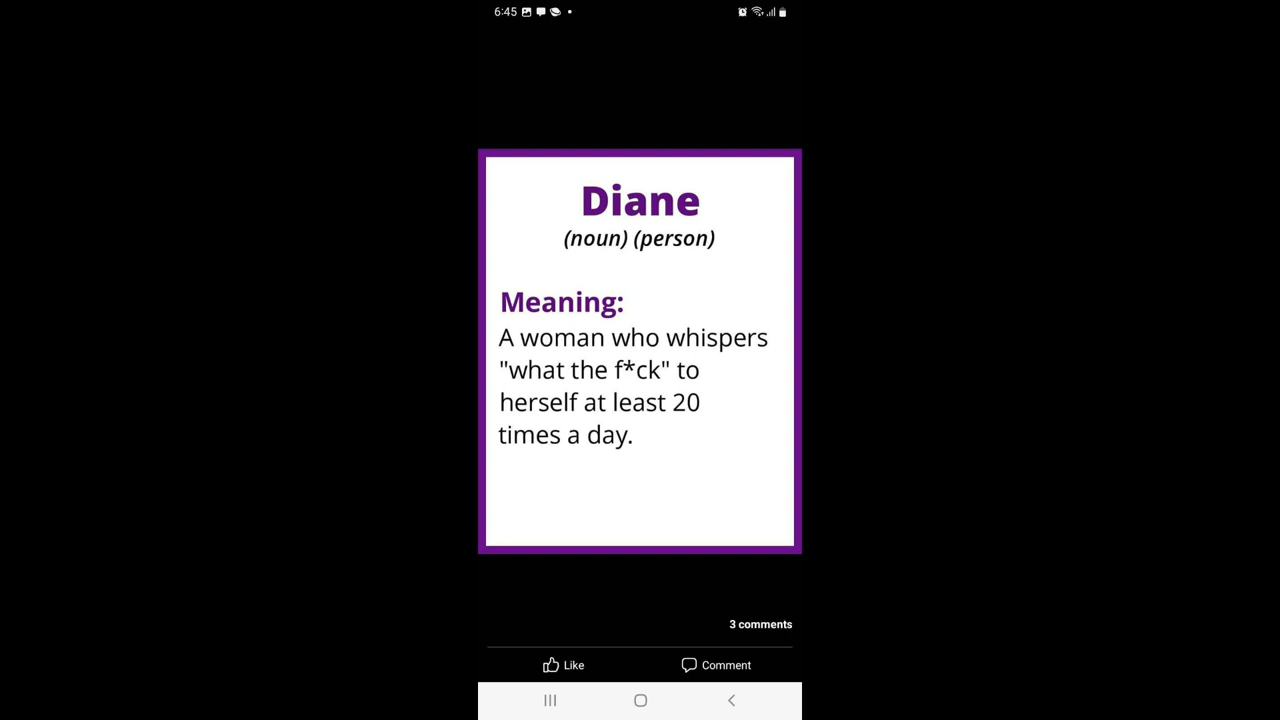 6:45
Diane
(noun) (person)
Meaning:
A woman who whispers
"what the f*ck" to
herself at least 20
times a day.
3 comments
Like
Comment